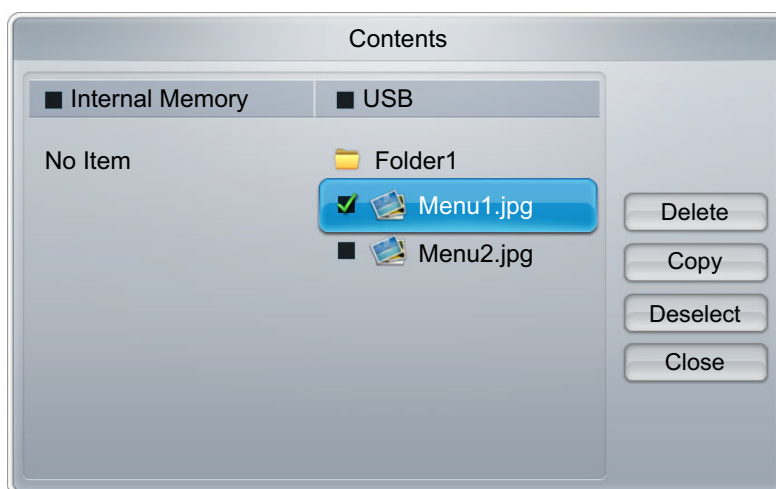 Contents
Internal Memory
USB
No Item
Folder1
Menu1.jpg
Menu2.jpg
Delete
Copy
Deselect
Close